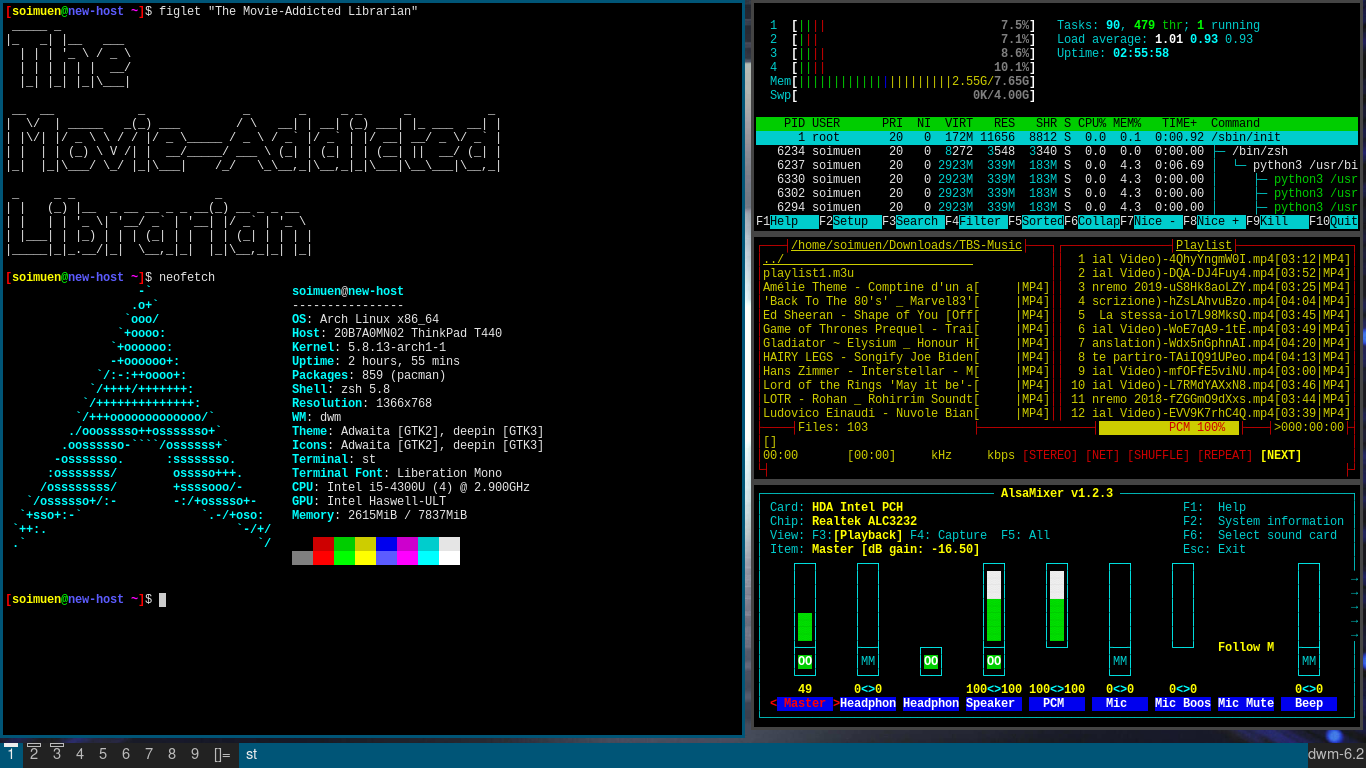 [soimuen@new-host ~]$ figlet "The Movie-Addicted Librarian"
The
Movie-Addicted
Librarian
[soimuen@new-host ~]$ neofetch
soimuen@new-host
-----------------
OS: Arch Linux x86_64
Host: 20B7A0MN02 ThinkPad T440
Kernel: 5.8.13-arch1-1
Uptime: 2 hours, 55 mins
Packages: 859 (pacman)
Shell: zsh 5.8
Resolution: 1366x768
WM: dwm
Theme: Adwaita [GTK2], deepin [GTK3]
Icons: Adwaita [GTK2], deepin [GTK3]
Terminal: st
Terminal Font: Liberation Mono
CPU: Intel i5-4300U (4) @ 2.900GHz
GPU: Intel Haswell-ULT
Memory: 2615MiB / 7837MiB
[soimuen@new-host ~]$
1 [|||| 7.5%] Tasks: 90, 479 thr; 1 running
2 [||| 7.1%] Load average: 1.01 0.93 0.93
3 [|||| 8.6%] Uptime: 02:55:58
4 [|||| 10.1%]
Mem[||||||||||||||||||||||2.55G/7.65G]
Swp[ 0K/4.00G]
PID USER PRI NI VIRT RES SHR S CPU% MEM% TIME+ Command
1 root 20 0 172M 11656 8812 S 0.0 0.1 0:00.92 /sbin/init
6234 soimuen 20 0 8272 3548 3340 S 0.0 0.0 0:00.00 ├─ /bin/zsh
6237 soimuen 20 0 2923M 339M 183M S 0.0 4.3 0:06.69 │ └─ python3 /usr/bi
6330 soimuen 20 0 2923M 339M 183M S 0.0 4.3 0:00.00 │ ├─ python3 /usr
6302 soimuen 20 0 2923M 339M 183M S 0.0 4.3 0:00.00 │ ├─ python3 /usr
6294 soimuen 20 0 2923M 339M 183M S 0.0 4.3 0:00.00 │ ├─ python3 /usr
F1Help F2Setup F3Search F4Filter F5Sorted F6Collap F7Nice - F8Nice + F9Kill F10Quit
/home/soimuen/Downloads/TBS-Music
../
playlist1.m3u
Amélie Theme - Comptine d'un a[ |MP4]
'Back To The 80's' _ Marvel83'[ |MP4]
Ed Sheeran - Shape of You [Off[ |MP4]
Game of Thrones Prequel - Trai[ |MP4]
Gladiator ~ Elysium _ Honour H[ |MP4]
HAIRY LEGS - Songify Joe Biden[ |MP4]
Hans Zimmer - Interstellar - M[ |MP4]
Lord of the Rings 'May it be'-[ |MP4]
LOTR - Rohan _ Rohirrim Soundt[ |MP4]
Ludovico Einaudi - Nuvole Bian[ |MP4]
Playlist
1 ial Video)-4QhyYngmW0I.mp4[03:12|MP4]
2 ial Video)-DQA-DJ4Fuy4.mp4[03:52|MP4]
3 nremo 2019-uS8Hk8aoLZY.mp4[03:25|MP4]
4 scrizione)-hZsLAhvuBzo.mp4[04:04|MP4]
5 La stessa-iol7L98MksQ.mp4[03:45|MP4]
6 ial Video)-WoE7qA9-1tE.mp4[03:49|MP4]
7 anslation)-Wdx5nGphnAI.mp4[04:20|MP4]
8 te partiro-TAiIQ91UPeo.mp4[04:13|MP4]
9 ial Video)-mfOFfE5viNU.mp4[03:00|MP4]
10 ial Video)-L7RMdYAXxN8.mp4[03:46|MP4]
11 nremo 2018-fZGGmO9dXxs.mp4[03:44|MP4]
12 ial Video)-EVV9K7rhC4Q.mp4[03:39|MP4]
Files: 103 PCM 100% >000:00:00
[]
00:00 [00:00] kHz kbps [STEREO] [NET] [SHUFFLE] [REPEAT] [NEXT]
AlsaMixer v1.2.3
Card: HDA Intel PCH F1: Help
Chip: Realtek ALC3232 F2: System information
View: F3:[Playback] F4: Capture F5: All F6: Select sound card
Item: Master [dB gain: -16.50] Esc: Exit
Follow M
OO MM OO OO MM MM
49 0<>0 100<>100 100<>100 0<>0 0<>0 0<>0
< Master >Headphon Headphon Speaker PCM Mic Mic Boos Mic Mute Beep
1 2 3 4 5 6 7 8 9 []= st dwm-6.2